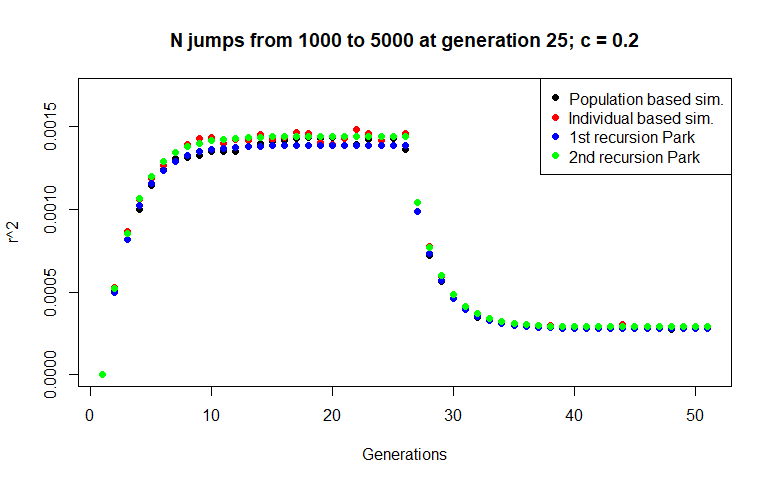 N jumps from 1000 to 5000 at generation 25; c = 0.2
Population based sim.
Individual based sim.
1st recursion Park
2nd recursion Park
r^2
0.0015
0.0010
0.0005
0.0000
0 10 20 30 40 50
Generations